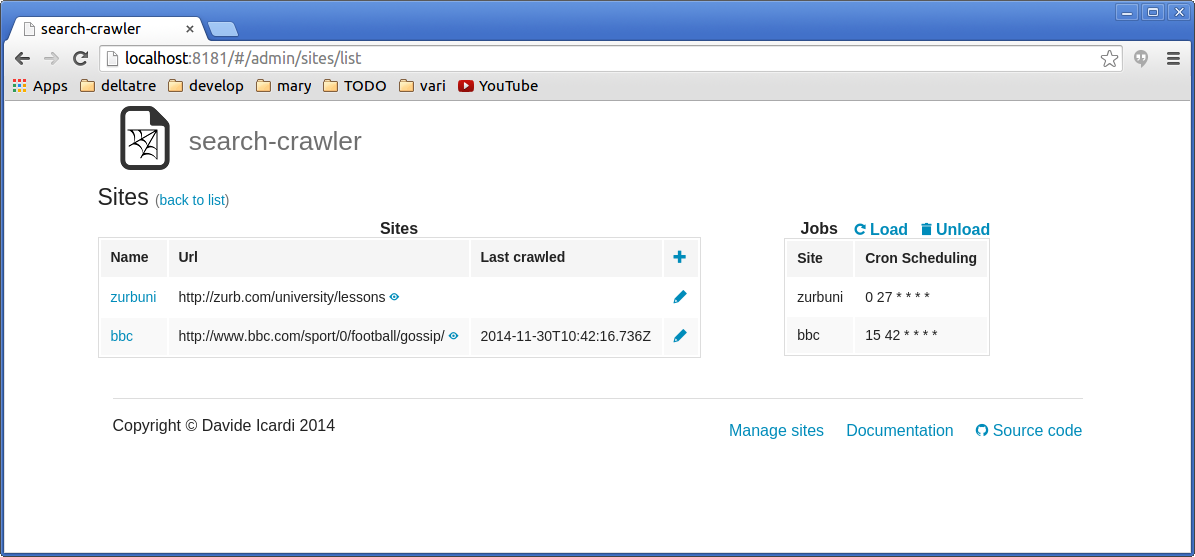 search-crawler
localhost:8181/#/admin/sites/list
Apps deltatre develop mary TODO vari YouTube
search-crawler
Sites (back to list)
Sites
Name Url Last crawled
zurbuni http://zurb.com/university/lessons
bbc http://www.bbc.com/sport/0/football/gossip/ 2014-11-30T10:42:16.736Z
Jobs Load Unload
Site Cron Scheduling
zurbuni 0 27 * * * *
bbc 15 42 * * * *
Copyright © Davide Icardi 2014
Manage sites Documentation Source code